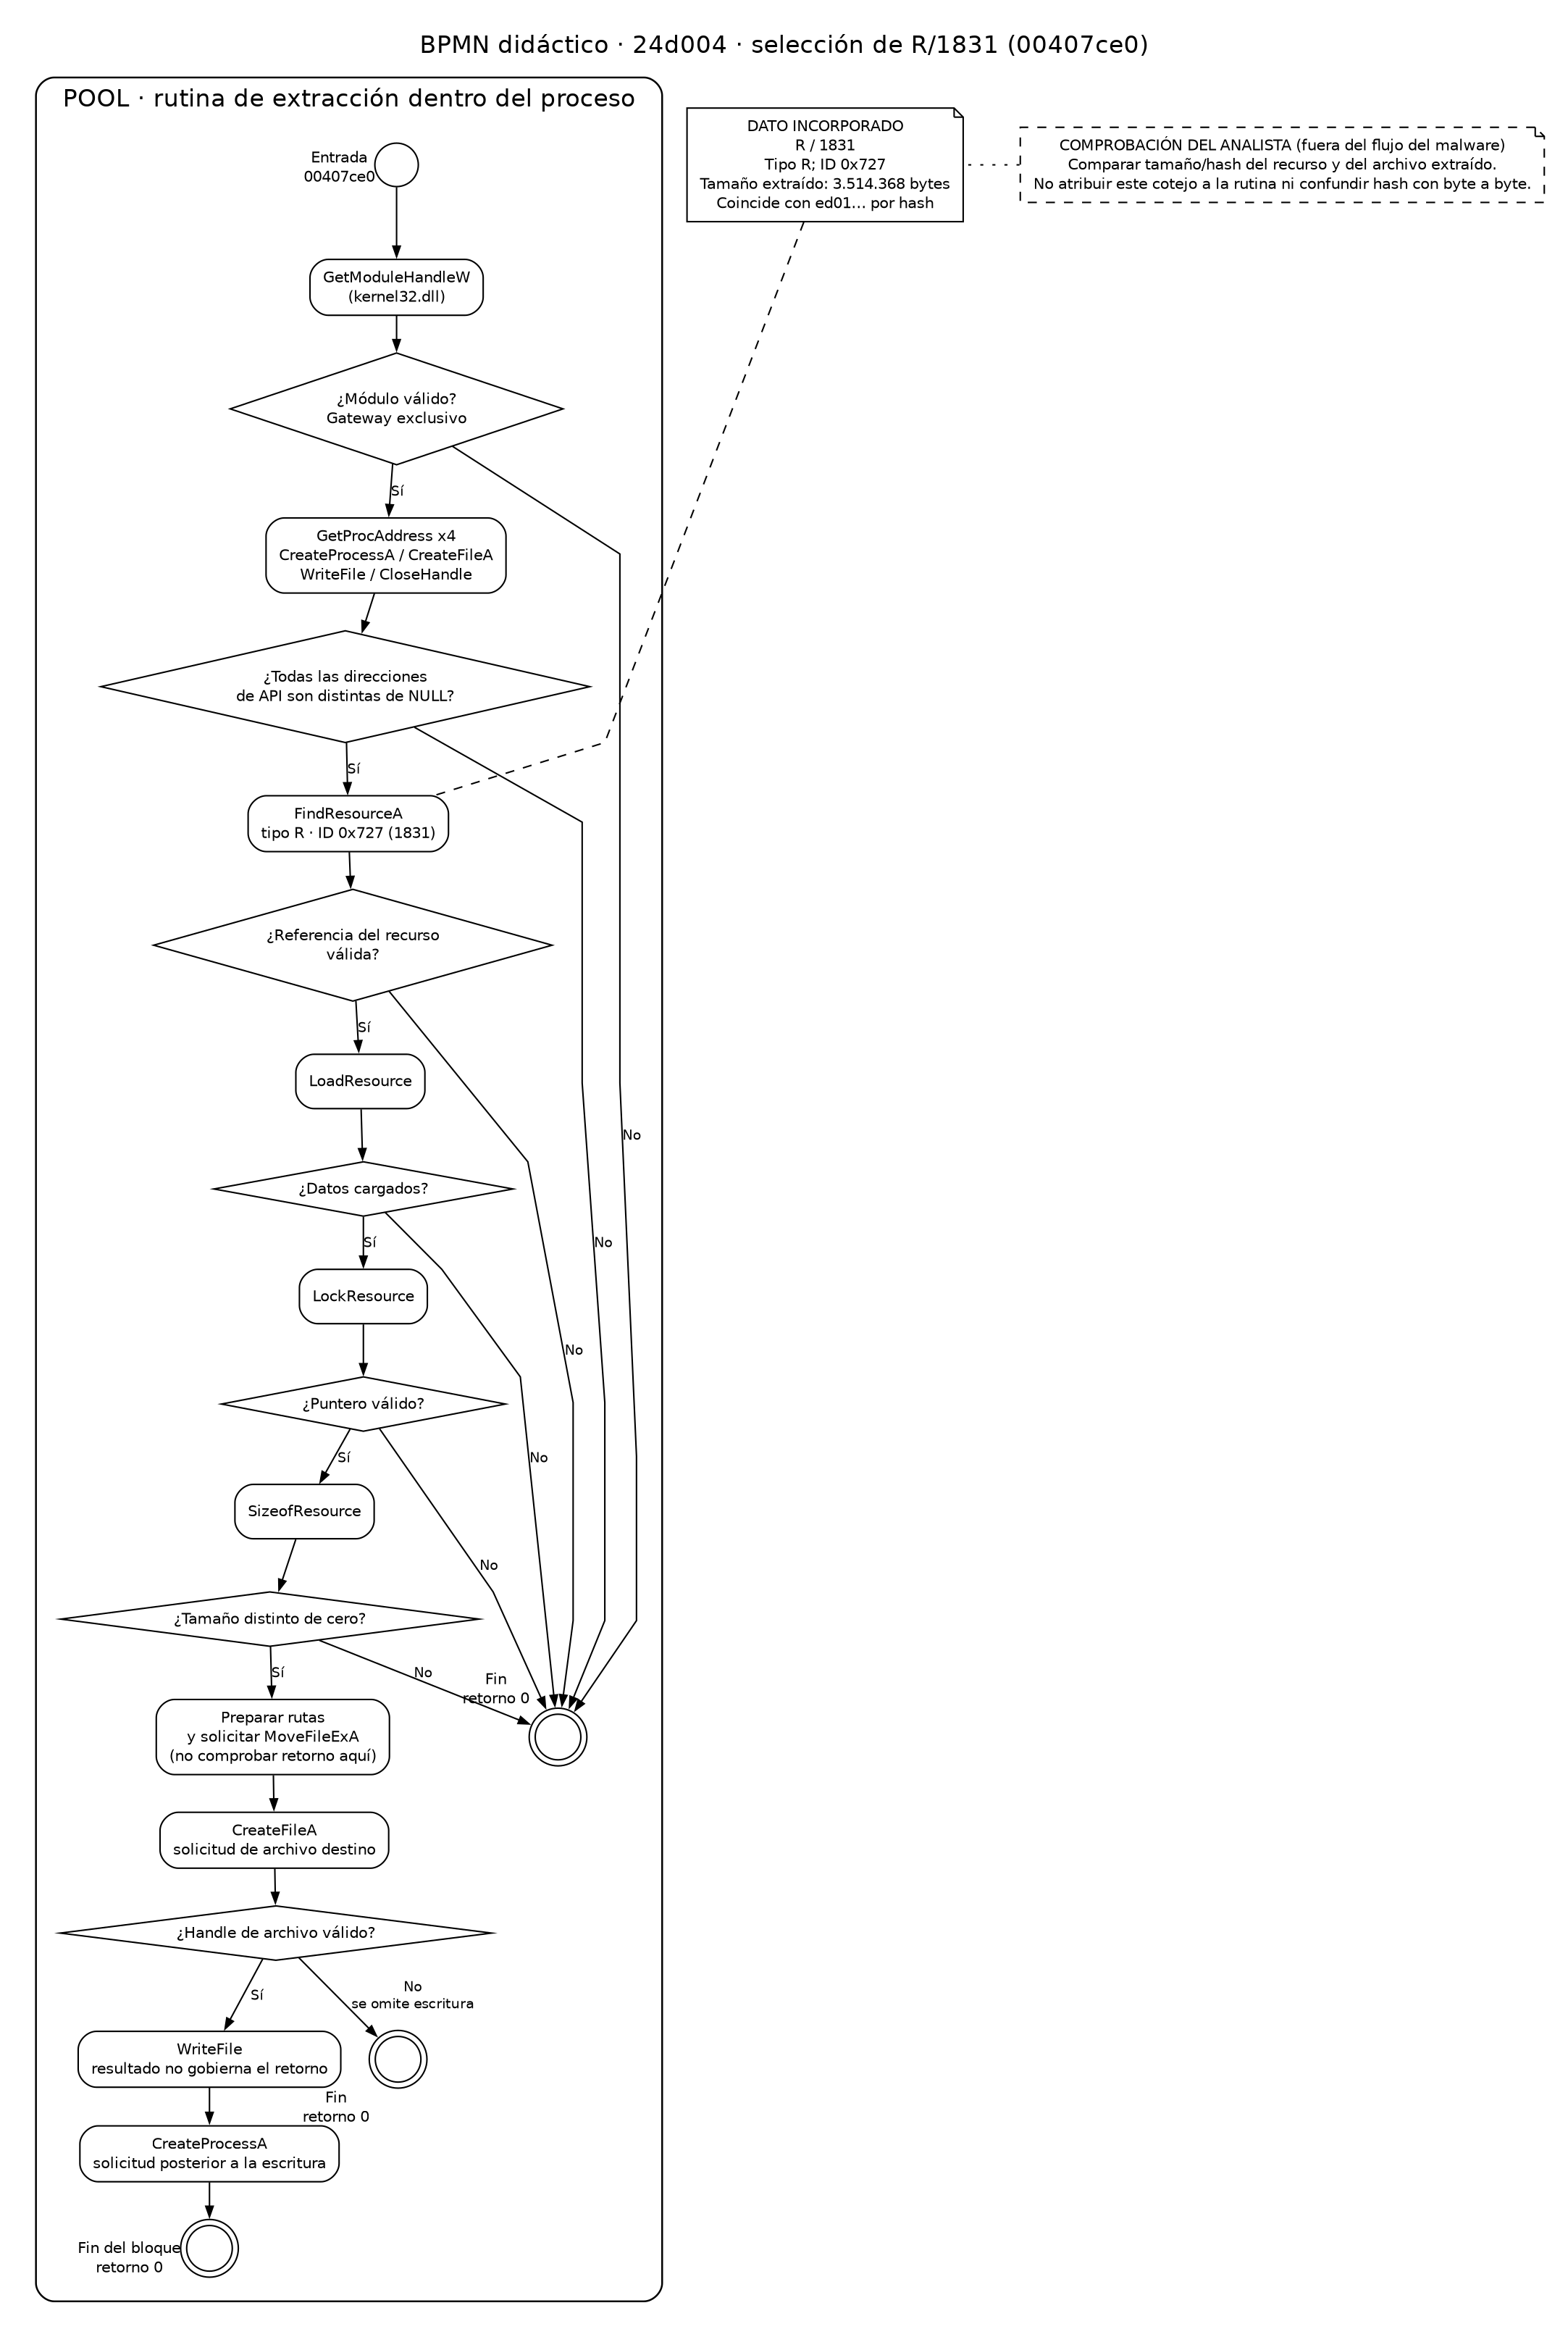 BPMN didáctico · 24d004 · selección de R/1831 (00407ce0)
POOL · rutina de extracción dentro del proceso
DATO INCORPORADO
R / 1831
Tipo R; ID 0x727
Tamaño extraído: 3.514.368 bytes
Coincide con ed01... por hash
COMPROBACIÓN DEL ANALISTA (fuera del flujo del malware)
Comparar tamaño/hash del recurso y del archivo extraído.
No atribuir este cotejo a la rutina ni confundir hash con byte a byte.
Entrada
00407ce0
GetModuleHandleW
(kernel32.dll)
¿Módulo válido?
Gateway exclusivo
Sí
GetProcAddress x4
CreateProcessA / CreateFileA
WriteFile / CloseHandle
¿Todas las direcciones
de API son distintas de NULL?
Sí
FindResourceA
tipo R · ID 0x727 (1831)
¿Referencia del recurso
válida?
Sí
LoadResource
No
¿Datos cargados?
Sí
No
LockResource
No
¿Puntero válido?
Sí
No
SizeofResource
No
¿Tamaño distinto de cero?
Sí
No
Fin
retorno 0
Preparar rutas
y solicitar MoveFileExA
(no comprobar retorno aquí)
CreateFileA
solicitud de archivo destino
¿Handle de archivo válido?
Sí
No
se omite escritura
WriteFile
resultado no gobierna el retorno
Fin
retorno 0
CreateProcessA
solicitud posterior a la escritura
Fin del bloque
retorno 0